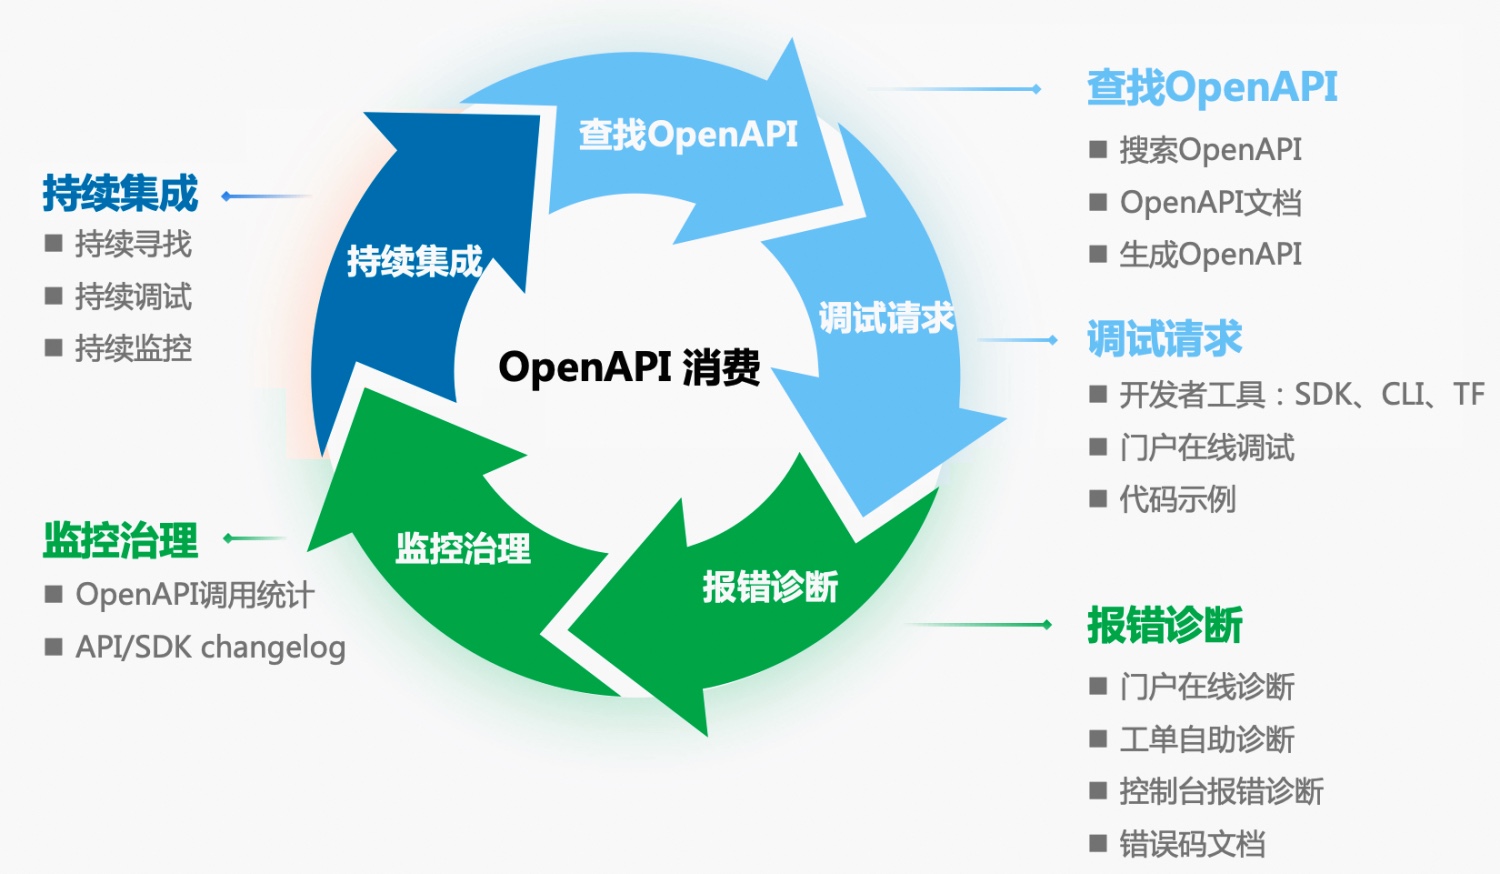 查找OpenAPI
调试请求
报错诊断
监控治理
持续集成
OpenAPI 消费
查找OpenAPI
搜索OpenAPI
OpenAPI文档
生成OpenAPI
调试请求
开发者工具：SDK、CLI、TF
门户在线调试
代码示例
报错诊断
门户在线诊断
工单自助诊断
控制台报错诊断
错误码文档
监控治理
OpenAPI调用统计
API/SDK changelog
持续集成
持续寻找
持续调试
持续监控